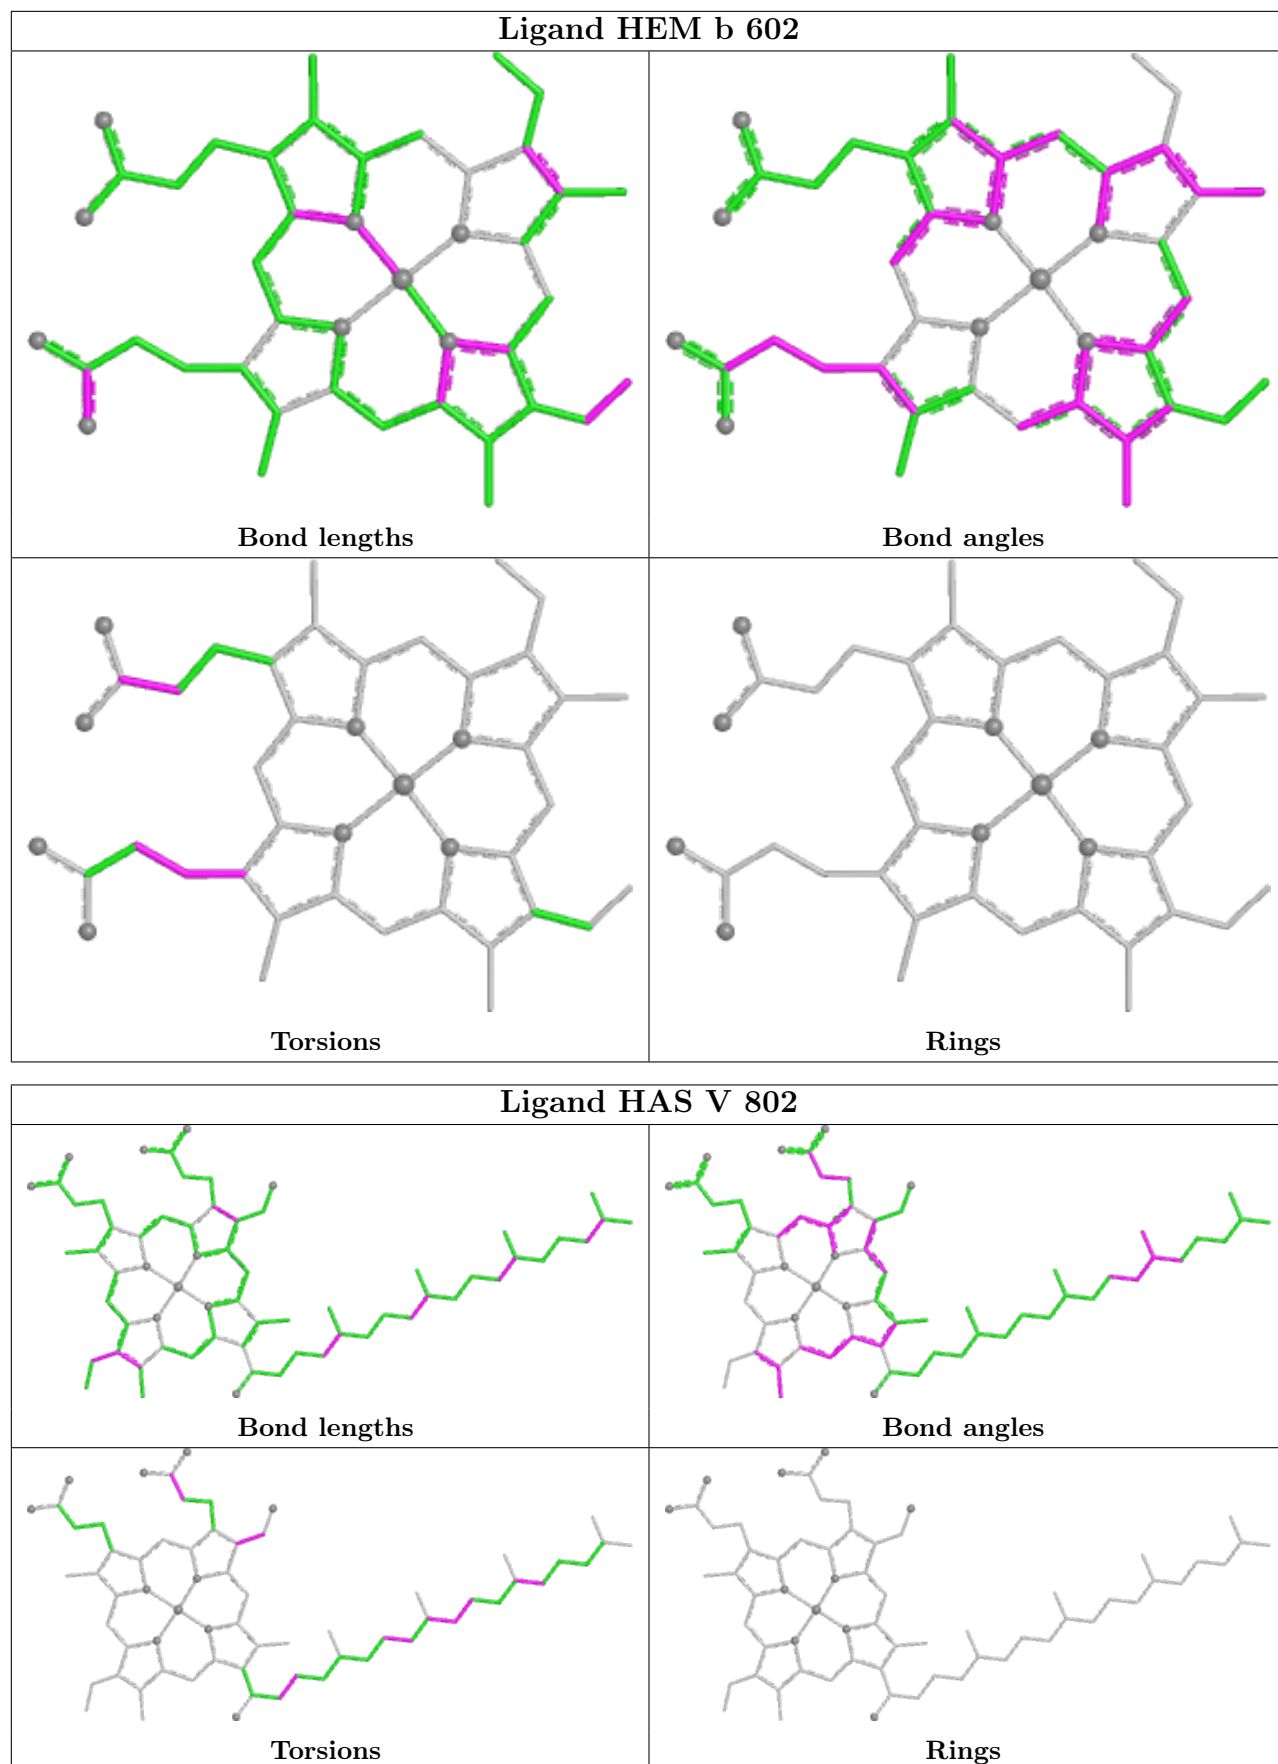 Ligand HEM b 602
Bond lengths
Bond angles
Torsions
Rings
Ligand HAS V 802
Bond lengths
Bond angles
Torsions
Rings